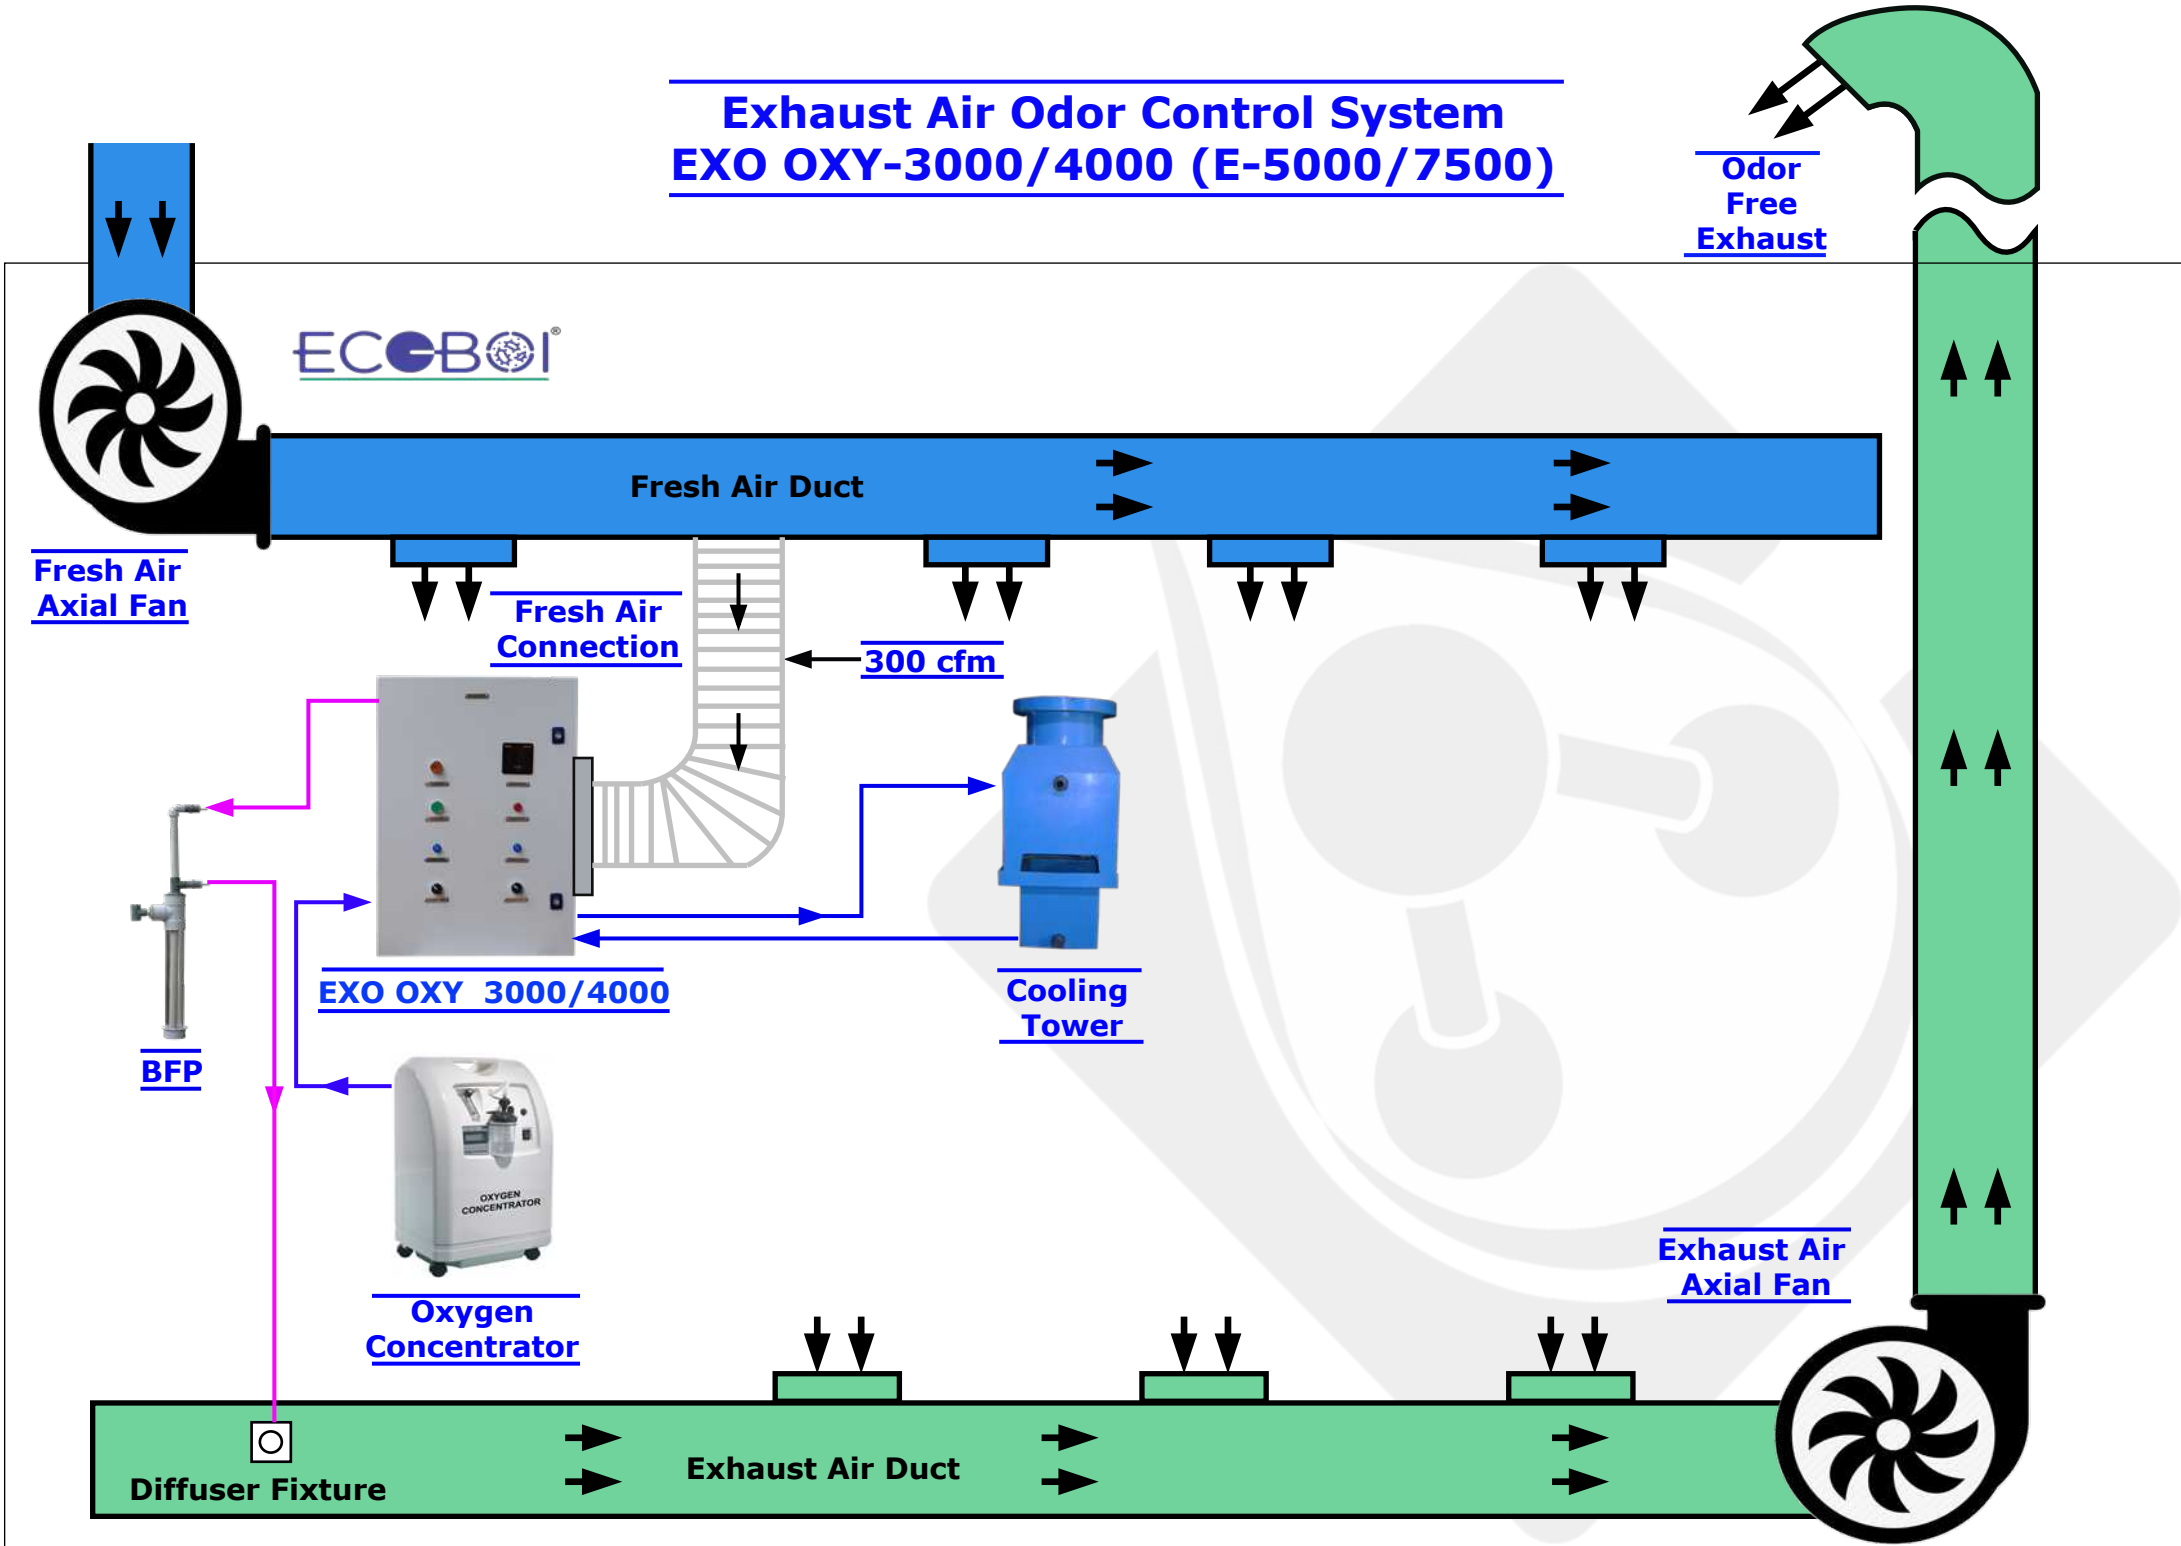 Exhaust Air Odor Control System
EXO OXY-3000/4000 (E-5000/7500)
Odor
Free
Exhaust
ECOBOI®
Fresh Air Duct
Fresh Air
Axial Fan
Fresh Air
Connection
300 cfm
EXO OXY 3000/4000
Cooling
Tower
BFP
OXYGEN
CONCENTRATOR
Oxygen
Concentrator
Exhaust Air
Axial Fan
Exhaust Air Duct
Diffuser Fixture